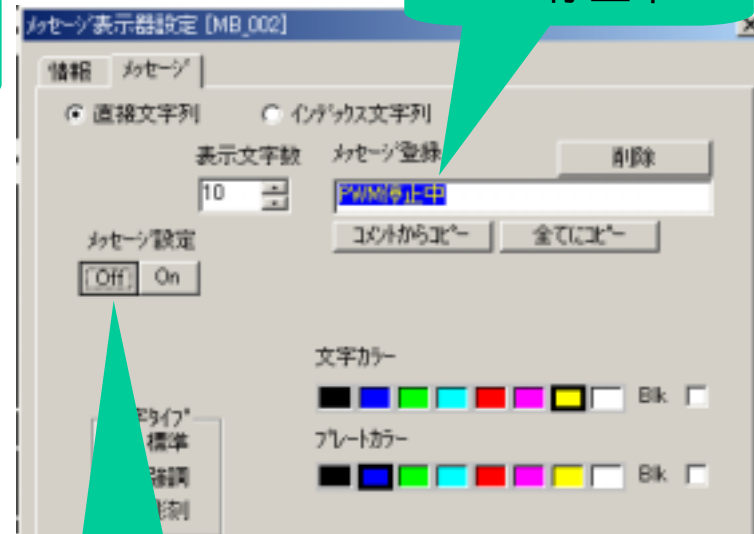 メッセージ表示器設定 [MB_002]
情報 メッセージ
直接文字列 インデックス文字列
表示文字数 メッセージ登録 削除
10 PWM停止中
コメントからコピー 全てにコピー
メッセージ設定
Off On
文字カラー
Blk
標準 プレートカラー
強調 Blk
彫刻